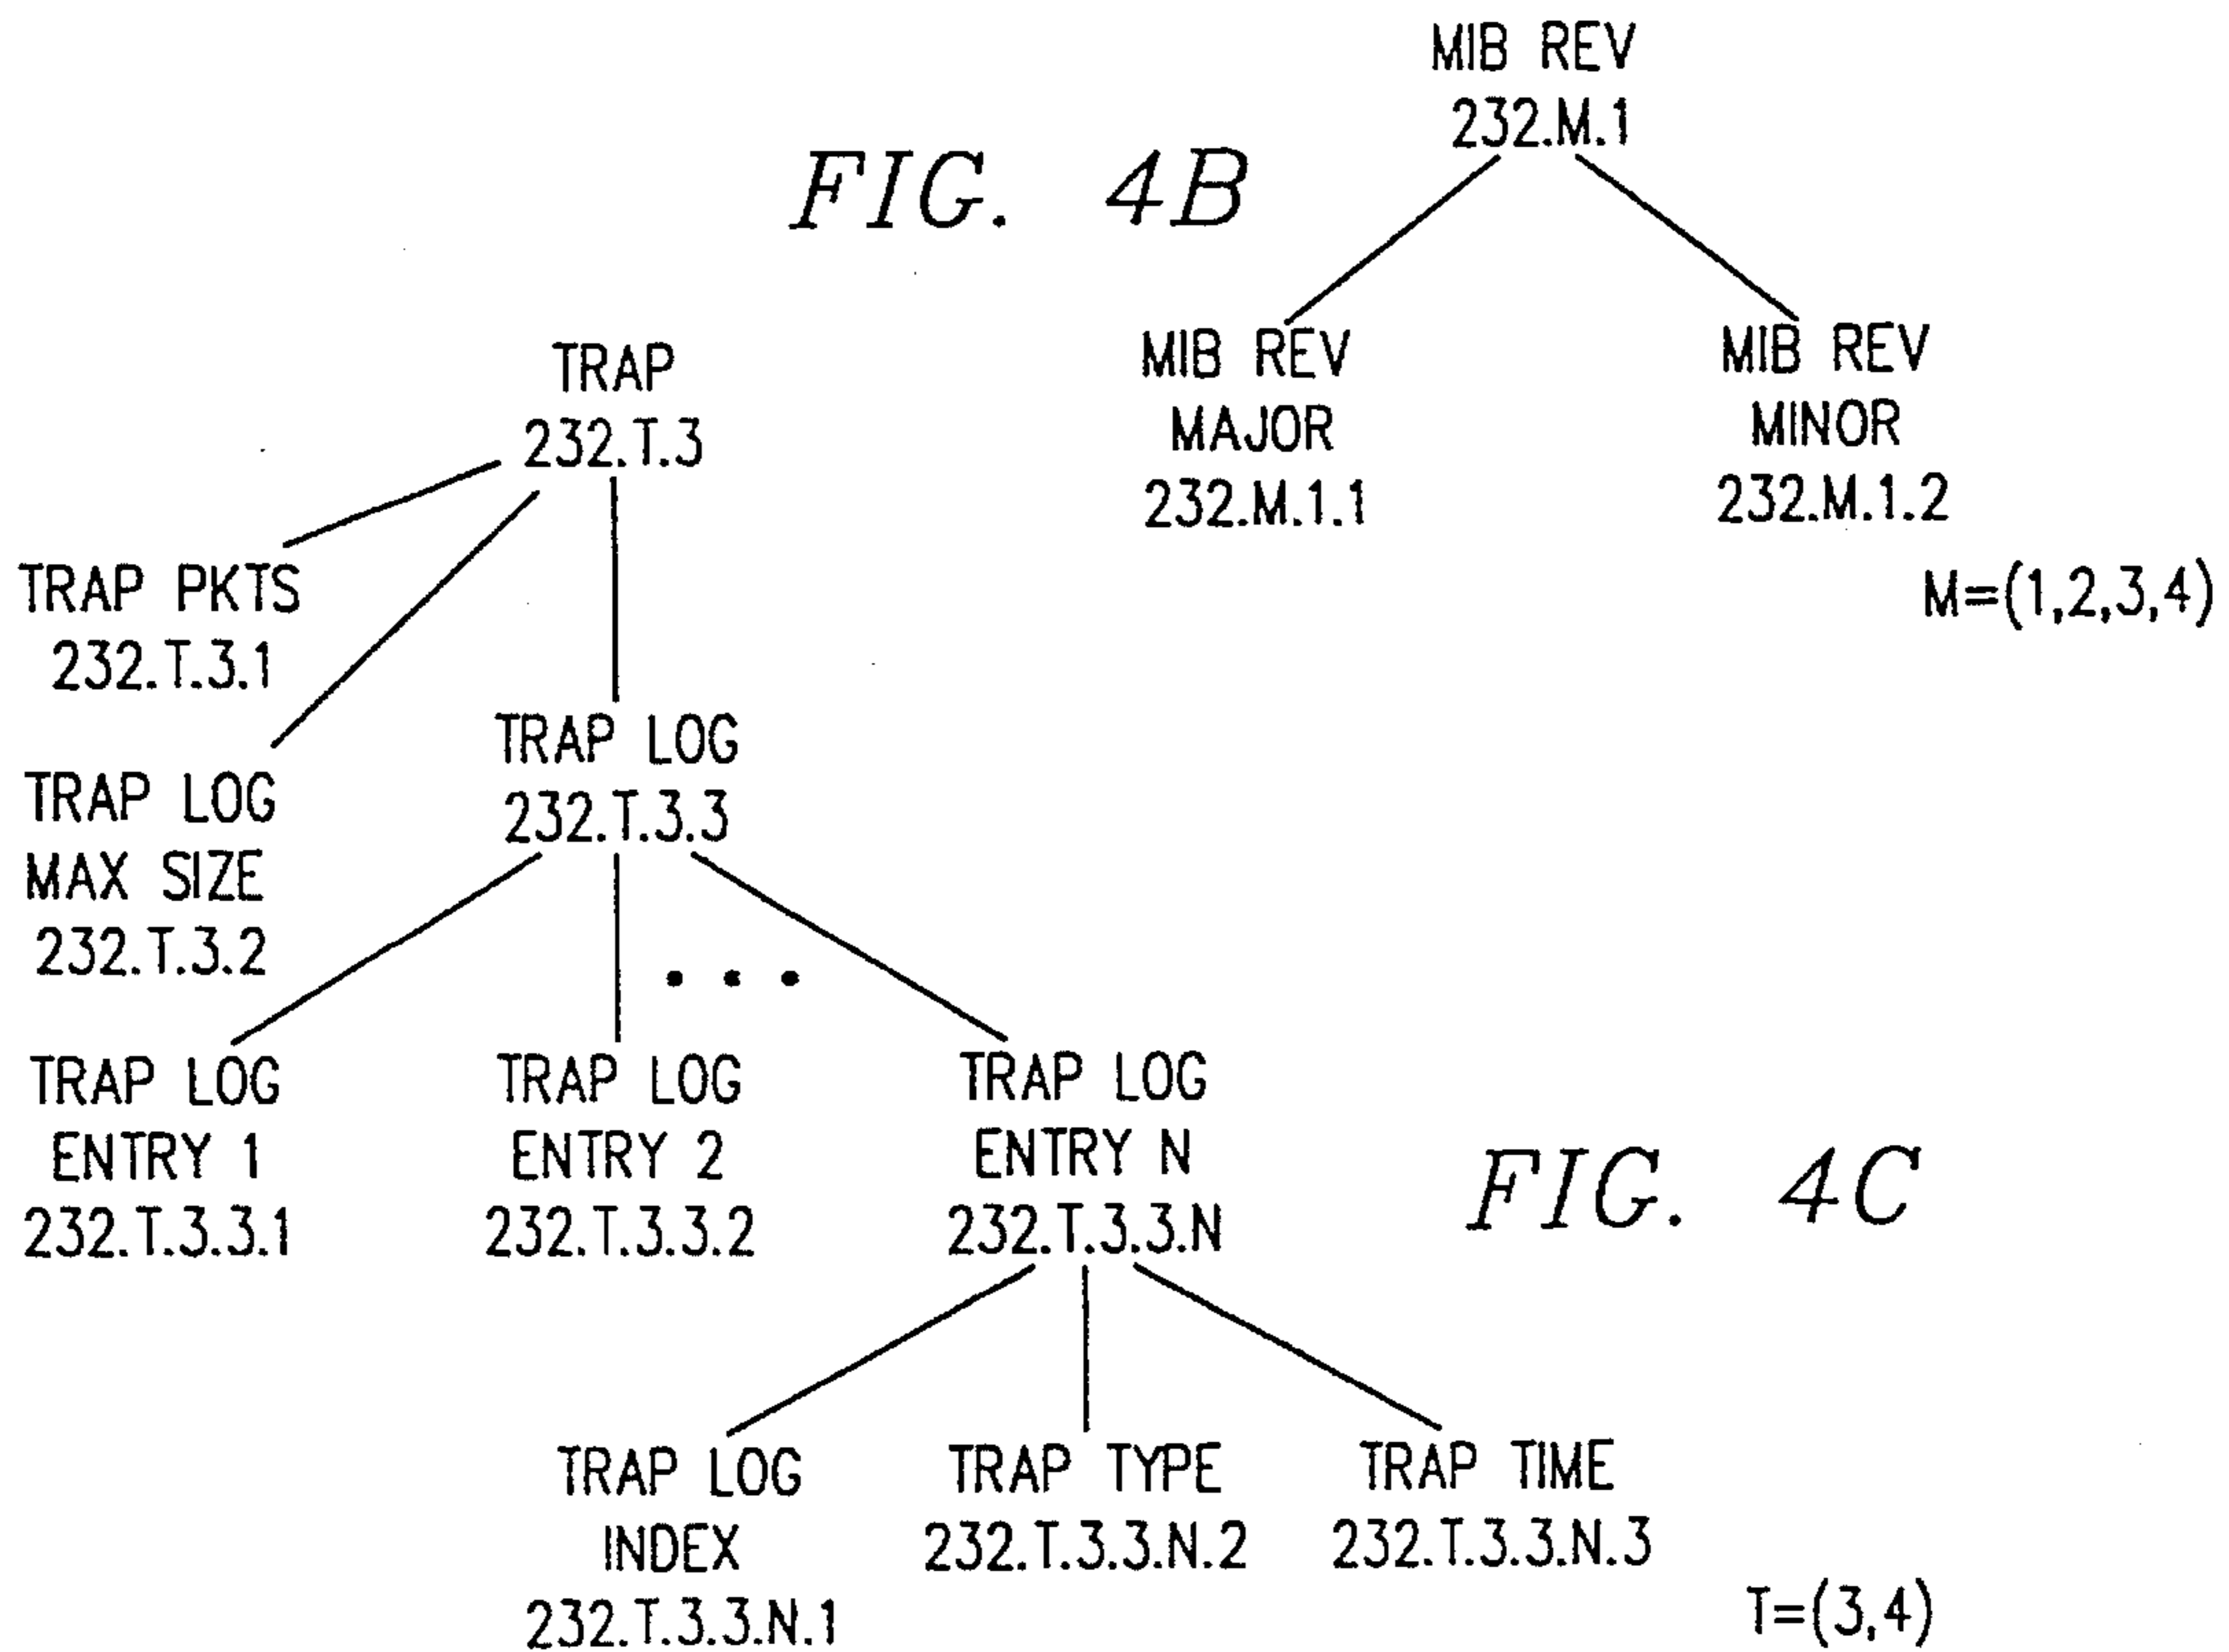 MIB REV
232.M.1
FIG. 4B
MIB REV
MAJOR
232.M.1.1
MIB REV
MINOR
232.M.1.2
M=(1,2,3,4)
TRAP
232.T.3
TRAP PKTS
232.T.3.1
TRAP LOG
MAX SIZE
232.T.3.2
TRAP LOG
232.T.3.3
• • •
TRAP LOG
ENTRY 1
232.T.3.3.1
TRAP LOG
ENTRY 2
232.T.3.3.2
TRAP LOG
ENTRY N
232.T.3.3.N
FIG. 4C
TRAP LOG
INDEX
232.T.3.3.N.1
TRAP TYPE
232.T.3.3.N.2
TRAP TIME
232.T.3.3.N.3
T=(3,4)